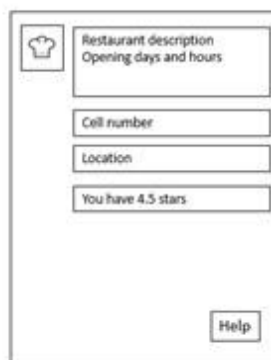 Restaurant description
Opening days and hours
Cell number
Location
You have 4.5 stars
Help